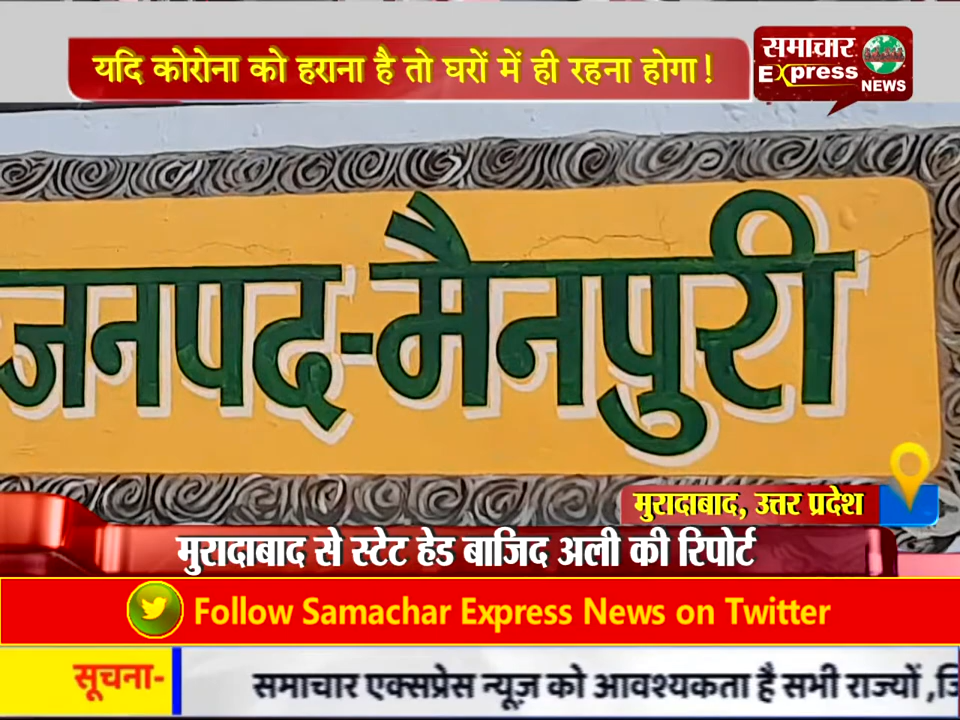 यदि कोरोना को हराना है तो घरों में ही रहना होगा!
समाचार
Express
NEWS
जनपद-मैनपुरी
मुरादाबाद, उत्तर प्रदेश
मुरादाबाद से स्टेट हेड बाजिद अली की रिपोर्ट
Follow Samachar Express News on Twitter
सूचना-
समाचार एक्सप्रेस न्यूज़ को आवश्यकता है सभी राज्यों ,